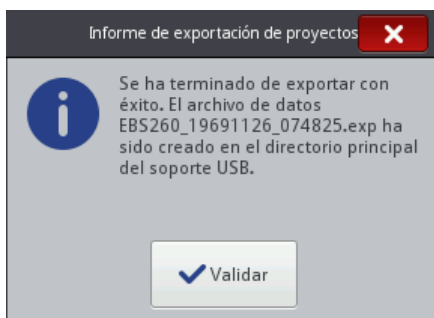 Informe de exportación de proyectos
Se ha terminado de exportar con
éxito. El archivo de datos
EBS260_19691126_074825.exp ha
sido creado en el directorio principal
del soporte USB.
Validar